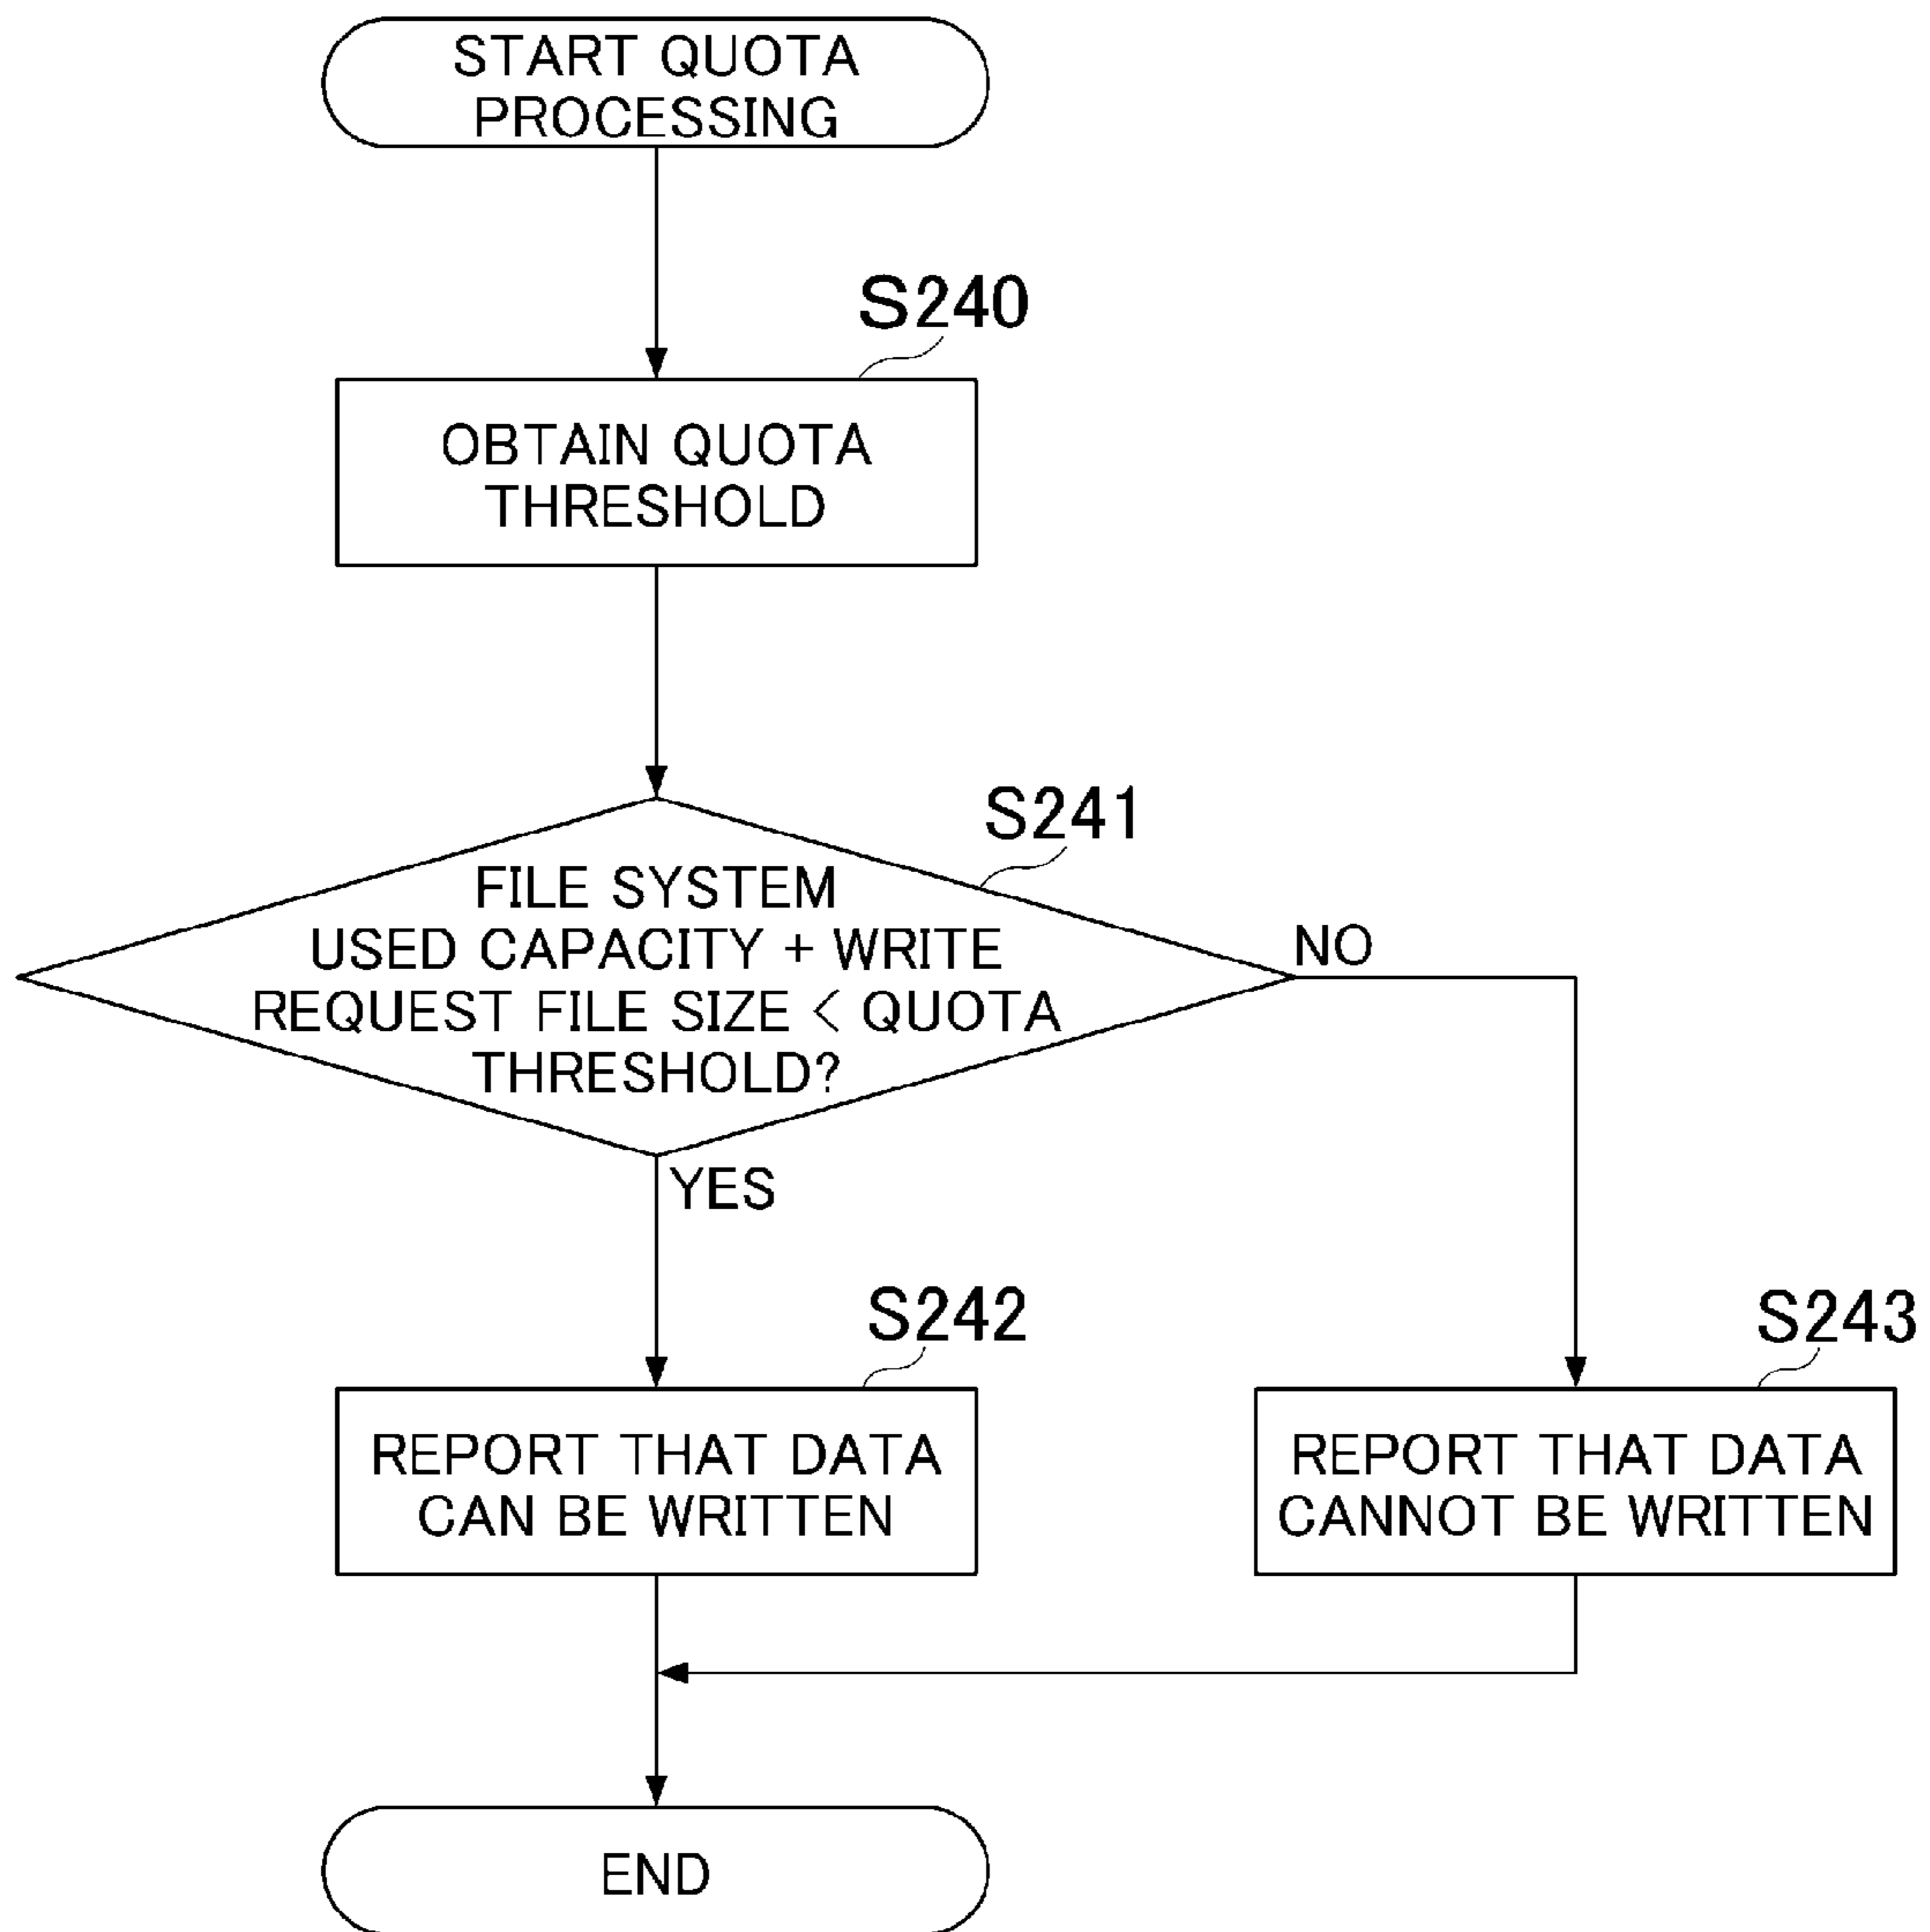 START QUOTA
PROCESSING
S240
OBTAIN QUOTA
THRESHOLD
S241
FILE SYSTEM
USED CAPACITY + WRITE
REQUEST FILE SIZE < QUOTA
THRESHOLD?
NO
YES
S242
REPORT THAT DATA
CAN BE WRITTEN
S243
REPORT THAT DATA
CANNOT BE WRITTEN
END